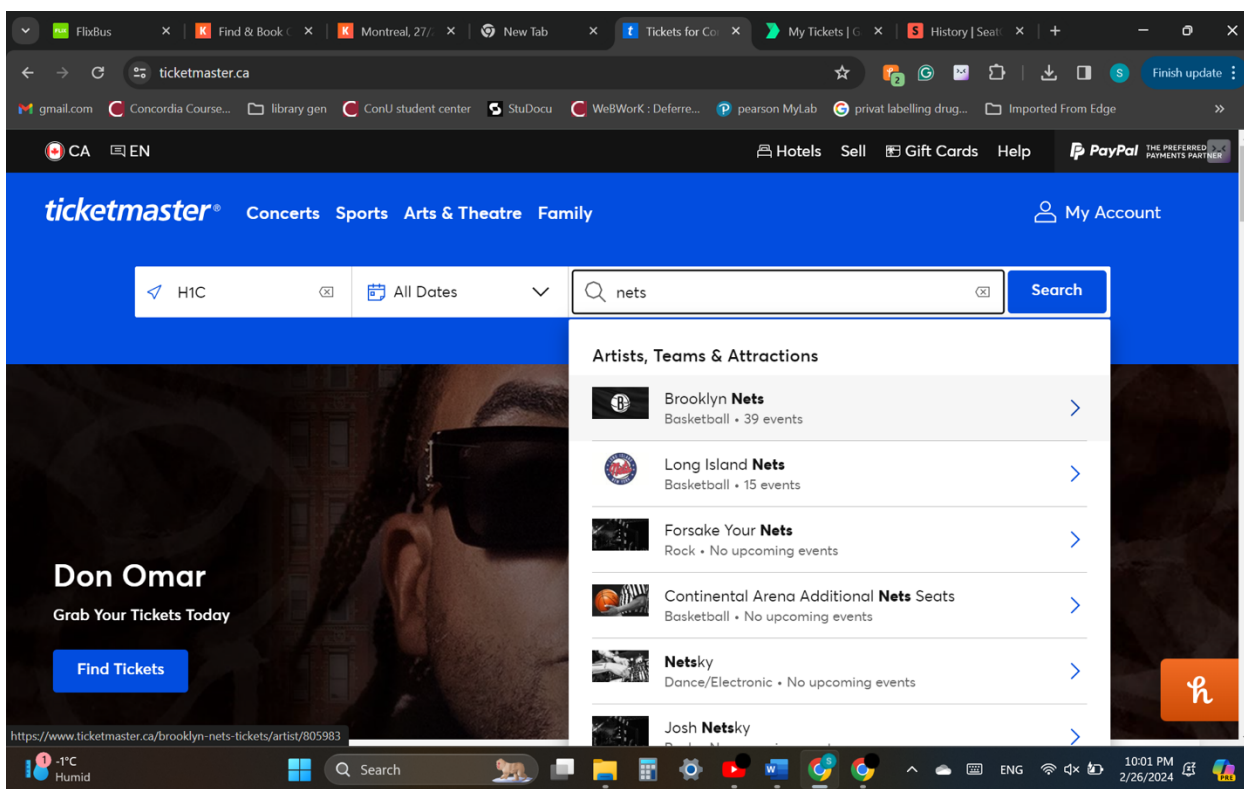 FlixBus
Find & Book
Montreal, 27/
New Tab
Tickets for Co
My Tickets | G
History | Seat
ticketmaster.ca
Finish update
gmail.com
Concordia Course...
library gen
ConU student center
StuDocu
WeBWorK : Deferre...
pearson MyLab
privat labelling drug...
Imported From Edge
»
CA
EN
Hotels
Sell
Gift Cards
Help
PayPal
THE PREFERRED
PAYMENTS PARTNER
ticketmaster®
Concerts
Sports
Arts & Theatre
Family
My Account
H1C
All Dates
nets
Search
Artists, Teams & Attractions
Brooklyn Nets
Basketball • 39 events
Long Island Nets
Basketball • 15 events
Forsake Your Nets
Rock • No upcoming events
Continental Arena Additional Nets Seats
Basketball • No upcoming events
Netsky
Dance/Electronic • No upcoming events
Josh Netsky
Don Omar
Grab Your Tickets Today
Find Tickets
https://www.ticketmaster.ca/brooklyn-nets-tickets/artist/805983
1
-1°C
Humid
Search
ENG
10:01 PM
2/26/2024